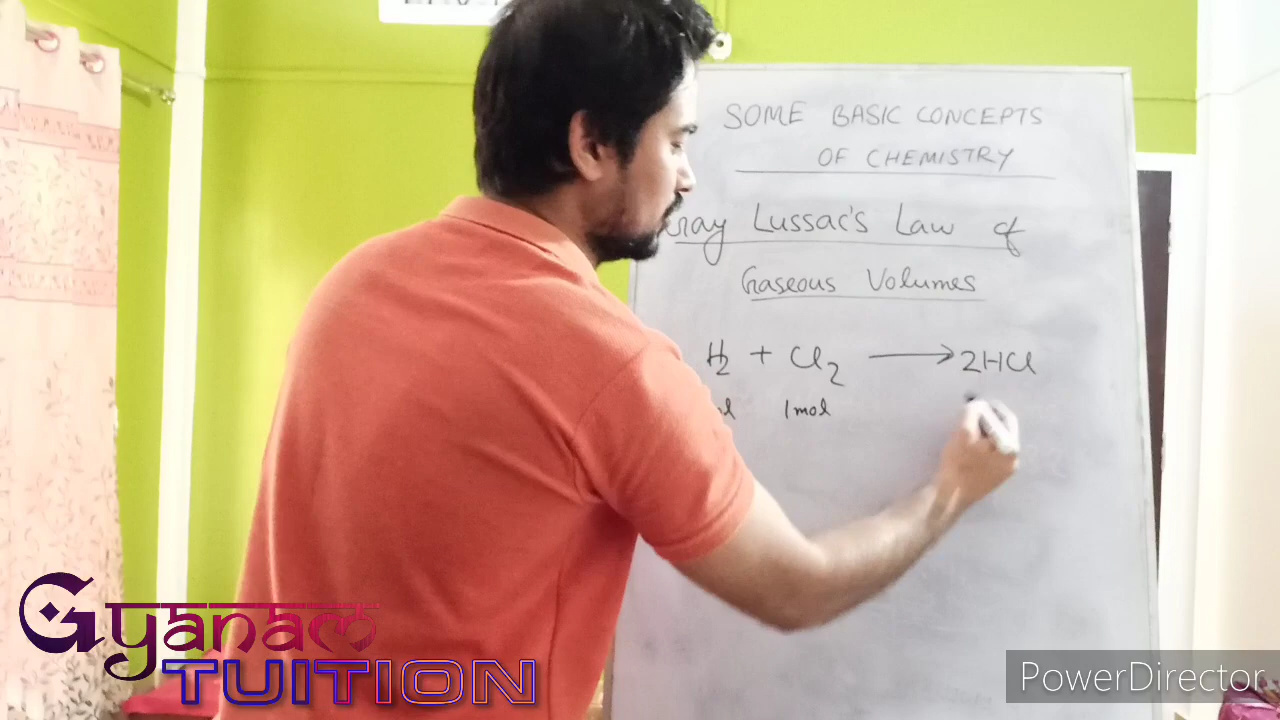 SOME BASIC CONCEPTS
OF CHEMISTRY
Lussac's Law of
Gaseous Volumes
H2 + Cl2 → 2HCl
1mol
Gyanam
TUITION
PowerDirector